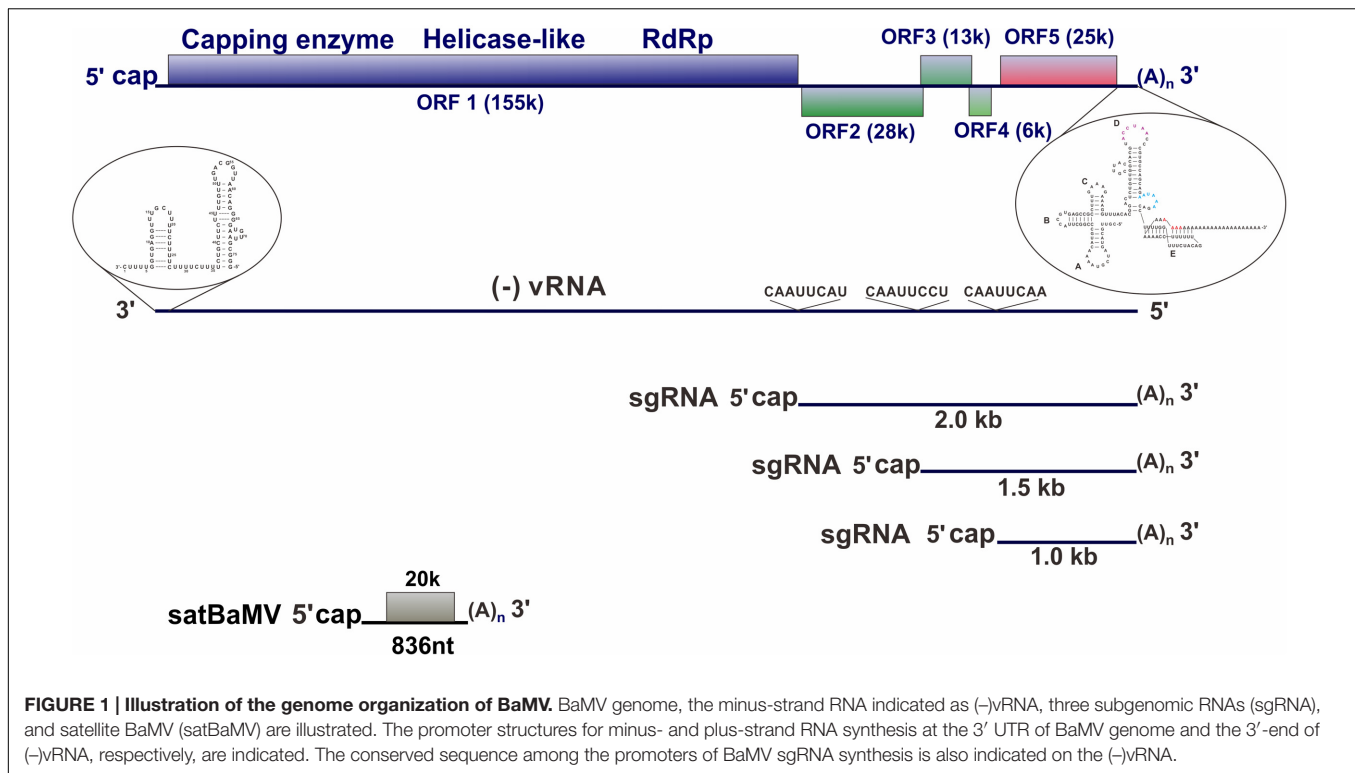 Capping enzyme Helicase-like RdRp
ORF3 (13k) ORF5 (25k)
5' cap (A)n 3'
ORF 1 (155k)
ORF2 (28k) ORF4 (6k)
D
C
B
A
E
(-) vRNA
CAAUUCAU CAAUUCCU CAAUUCAA
3' 5'
sgRNA 5'cap (A)n 3'
2.0 kb
sgRNA 5'cap (A)n 3'
1.5 kb
sgRNA 5'cap (A)n 3'
1.0 kb
20k
satBaMV 5'cap (A)n 3'
836nt
FIGURE 1 | Illustration of the genome organization of BaMV. BaMV genome, the minus-strand RNA indicated as (–)vRNA, three subgenomic RNAs (sgRNA),
and satellite BaMV (satBaMV) are illustrated. The promoter structures for minus- and plus-strand RNA synthesis at the 3′ UTR of BaMV genome and the 3′-end of
(–)vRNA, respectively, are indicated. The conserved sequence among the promoters of BaMV sgRNA synthesis is also indicated on the (–)vRNA.